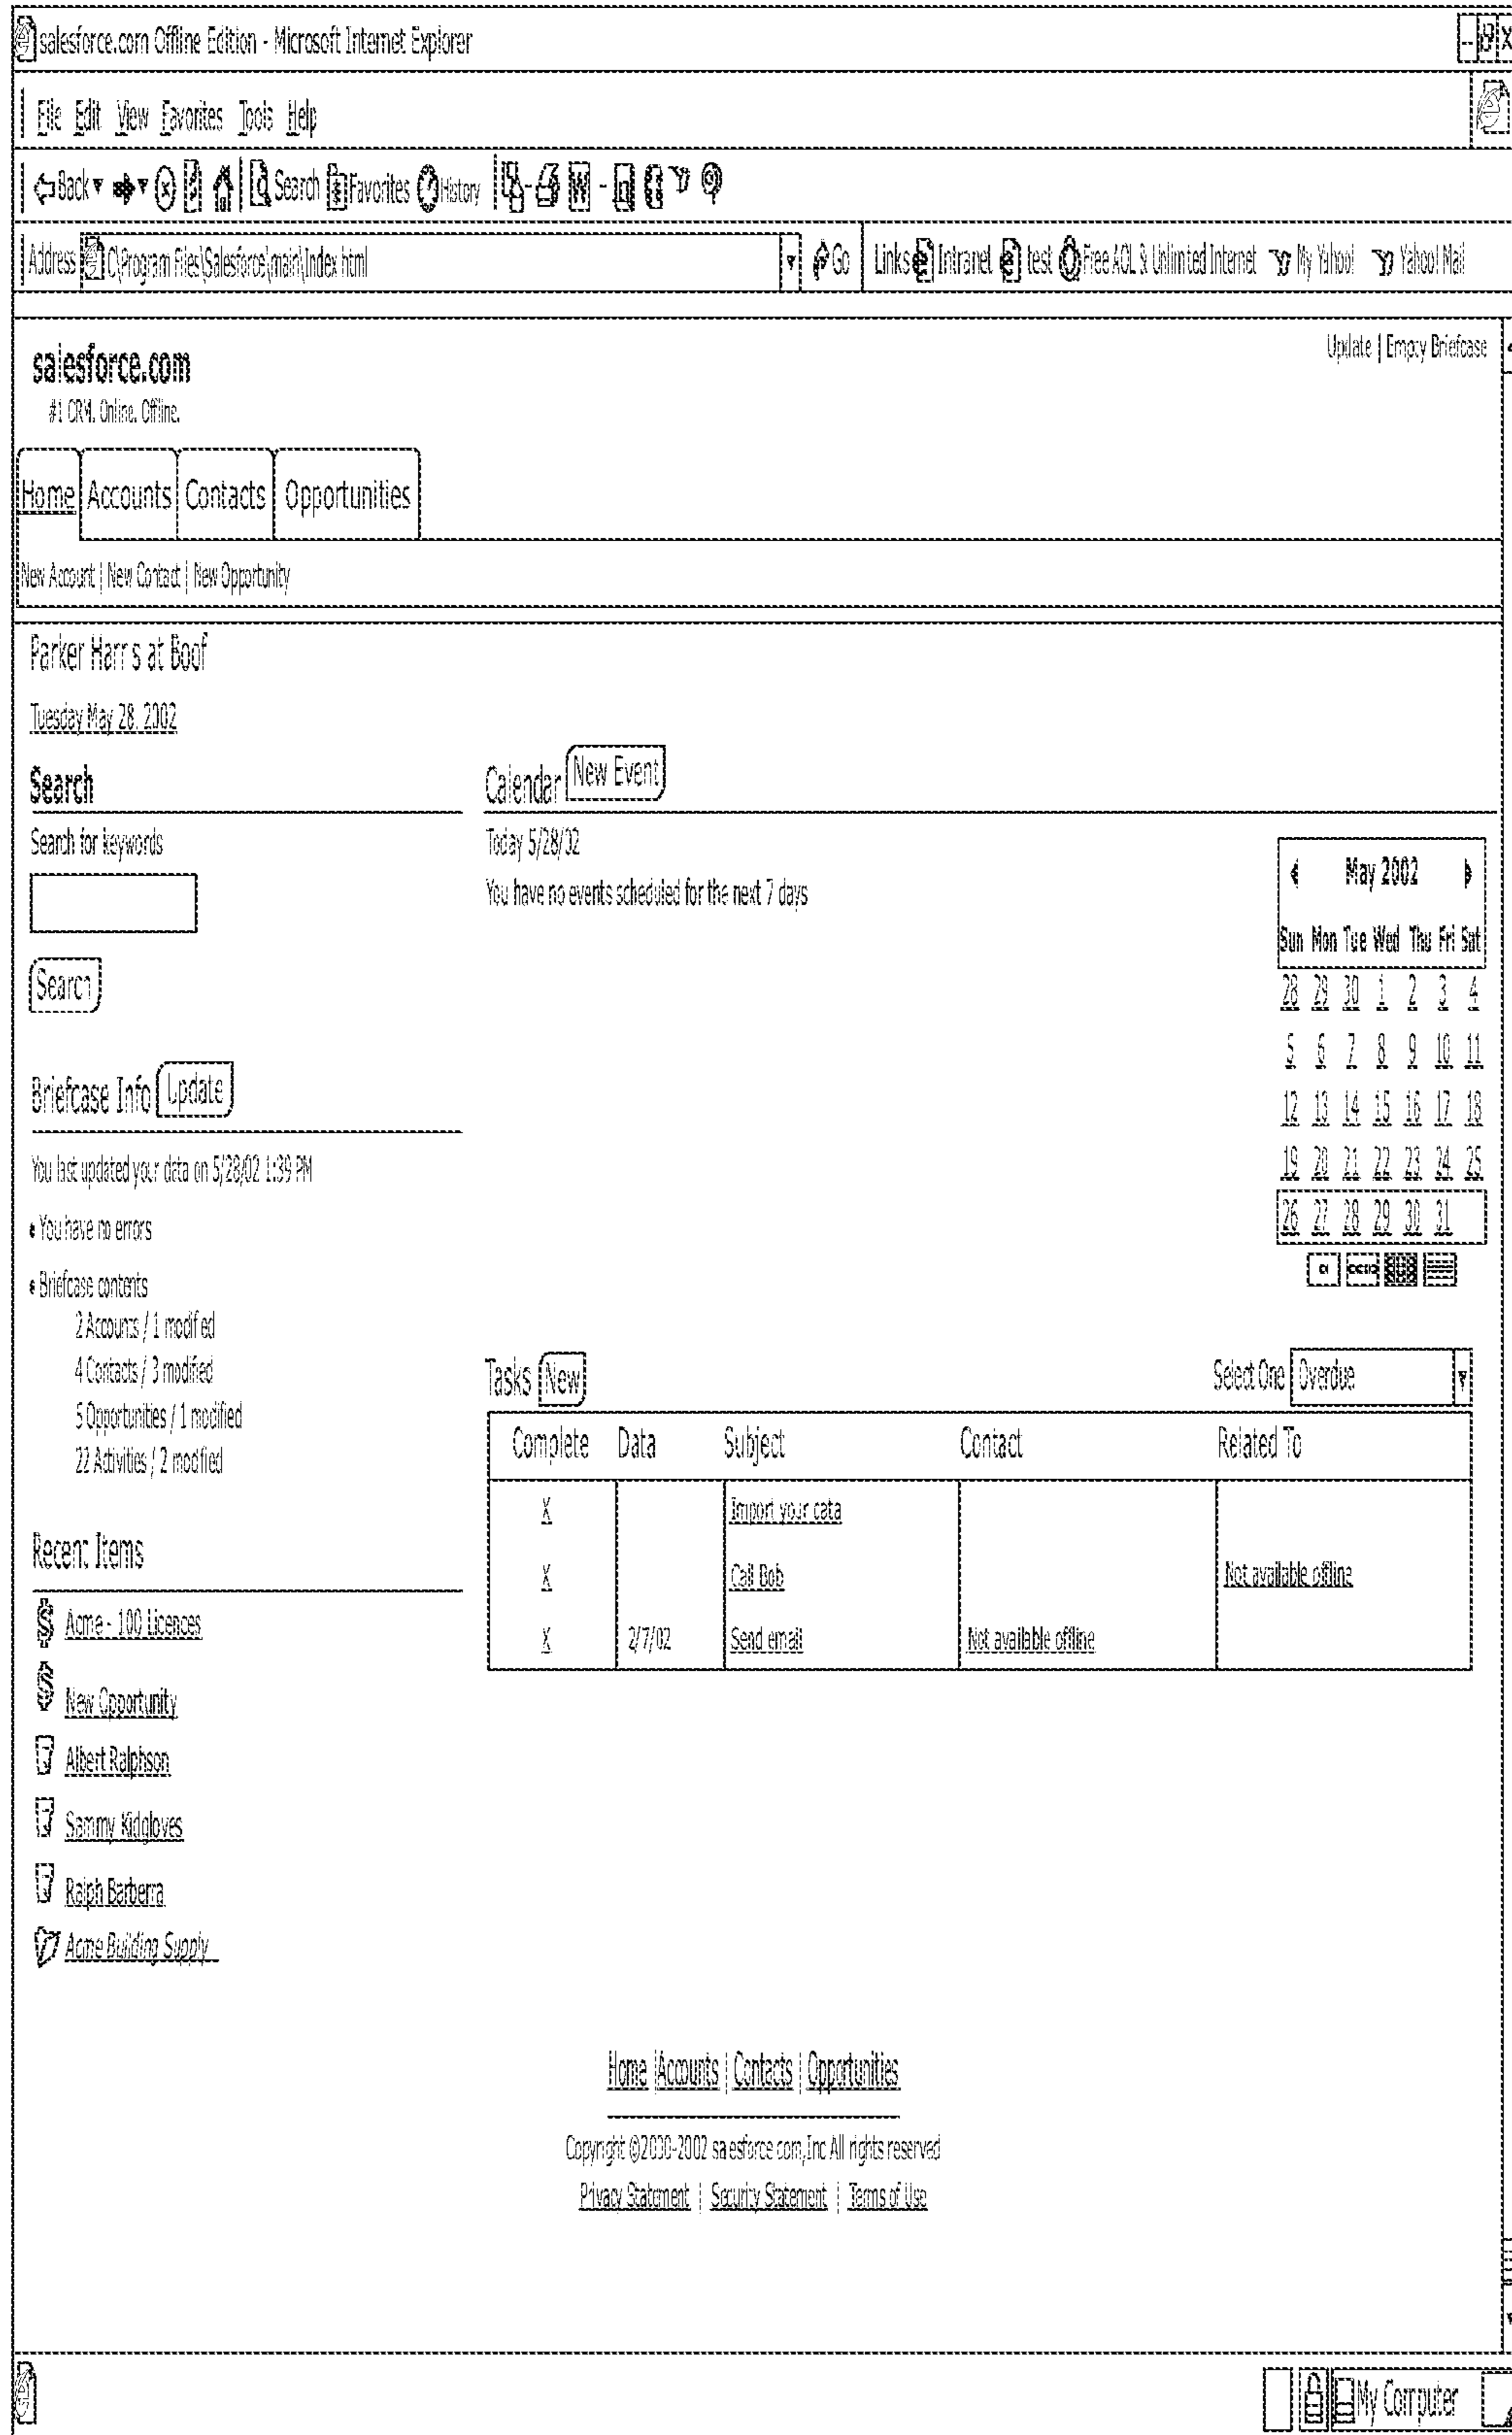 salesforce.com Offline Edition - Microsoft Internet Explorer
File Edit View Favorites Tools Help
Back Search Favorites History W
Address C:\Program Files\Salesforce\main\Index html Go Links Intranet test Free AOL & Unlimited Internet My Yahoo! Yahoo! Mail
salesforce.com
Update | Empty Briefcase
#1 CRM. Online. Offline.
Home Accounts Contacts Opportunities
New Account | New Contact | New Opportunity
Parker Harris at Boof
Tuesday May 28, 2002
Search
Search for keywords
Search
Briefcase Info Update
You last updated your data on 5/28/02 1:39 PM
• You have no errors
• Briefcase contents
2 Accounts / 1 modified
4 Contacts / 3 modified
5 Opportunities / 1 modified
22 Activities / 2 modified
Recent Items
Acme - 100 Licences
New Opportunity
Albert Ralphson
Sammy Kidgloves
Ralph Barberra
Acme Building Supply
Calendar New Event
Today 5/28/02
You have no events scheduled for the next 7 days
May 2002
Sun Mon Tue Wed Thu Fri Sat
28 29 30 1 2 3 4
5 6 7 8 9 10 11
12 13 14 15 16 17 18
19 20 21 22 23 24 25
26 27 28 29 30 31
Tasks New
Select One Overdue
Complete Data Subject Contact Related To
X Import your data
X Call Bob Not available offline
X 2/7/02 Send email Not available offline
Home | Accounts | Contacts | Opportunities
Copyright ©2000-2002 salesforce com,Inc All rights reserved
Privacy Statement | Security Statement | Terms of Use
My Computer